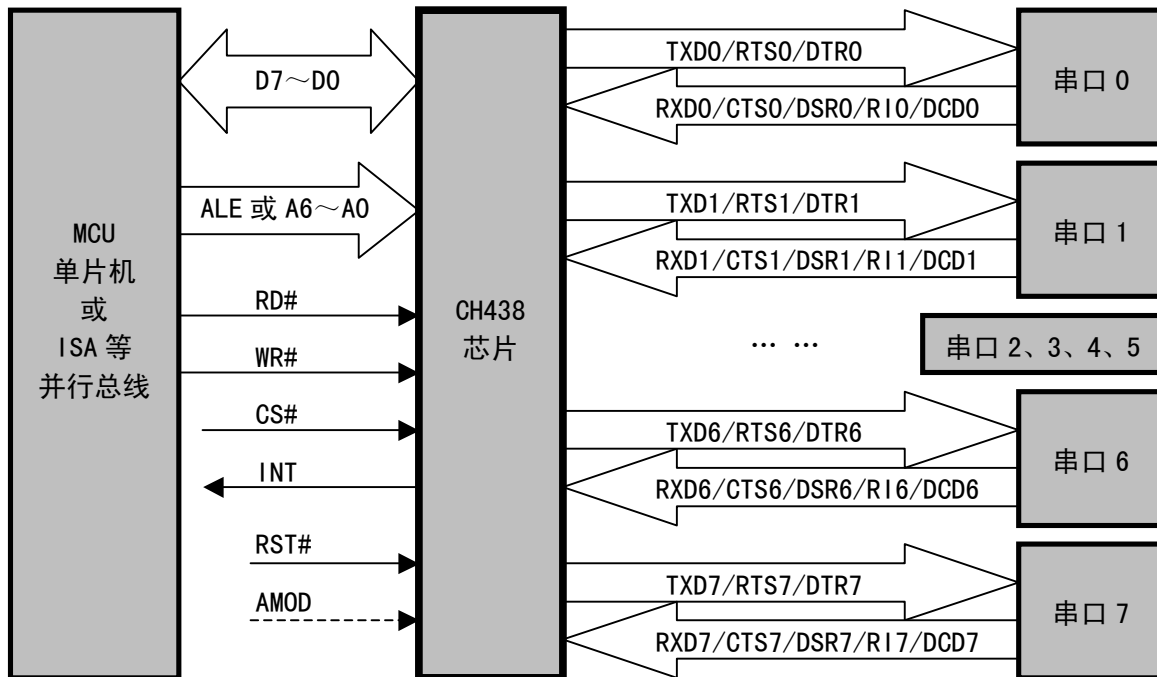 MCU
单片机
或
ISA 等
并行总线
D7～D0
ALE 或 A6～A0
RD#
WR#
CS#
INT
RST#
AMOD
CH438
芯片
TXD0/RTS0/DTR0
RXD0/CTS0/DSR0/RI0/DCD0
串口 0
TXD1/RTS1/DTR1
RXD1/CTS1/DSR1/RI1/DCD1
串口 1
… …
串口 2、3、4、5
TXD6/RTS6/DTR6
RXD6/CTS6/DSR6/RI6/DCD6
串口 6
TXD7/RTS7/DTR7
RXD7/CTS7/DSR7/RI7/DCD7
串口 7